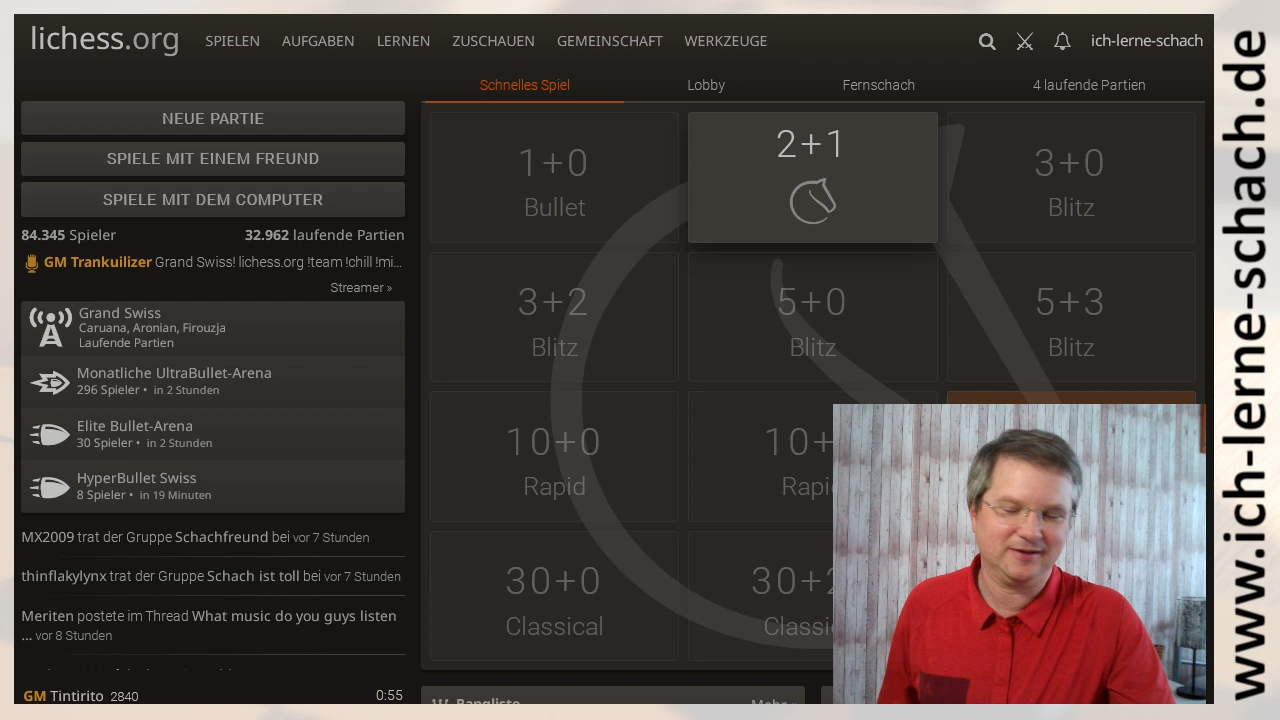 lichess.org
SPIELEN AUFGABEN LERNEN ZUSCHAUEN GEMEINSCHAFT WERKZEUGE
ich-lerne-schach
Schnelles Spiel Lobby Fernschach 4 laufende Partien
NEUE PARTIE
SPIELE MIT EINEM FREUND
SPIELE MIT DEM COMPUTER
84.345 Spieler 32.962 laufende Partien
GM Trankuilizer Grand Swiss! lichess.org !team !chill !mi...
Streamer »
Grand Swiss
Caruana, Aronian, Firouzja
Laufende Partien
Monatliche UltraBullet-Arena
296 Spieler • in 2 Stunden
Elite Bullet-Arena
30 Spieler • in 2 Stunden
HyperBullet Swiss
8 Spieler • in 19 Minuten
MX2009 trat der Gruppe Schachfreund bei vor 7 Stunden
thinflakylynx trat der Gruppe Schach ist toll bei vor 7 Stunden
Meriten postete im Thread What music do you guys listen
... vor 8 Stunden
GM Tintirito 2840 0:55
1+0
Bullet
2+1
3+0
Blitz
3+2
Blitz
5+0
Blitz
5+3
Blitz
10+0
Rapid
10+
Rapi
30+0
Classical
30+2
Classi
Rangliste Mehr »
www.ich-lerne-schach.de